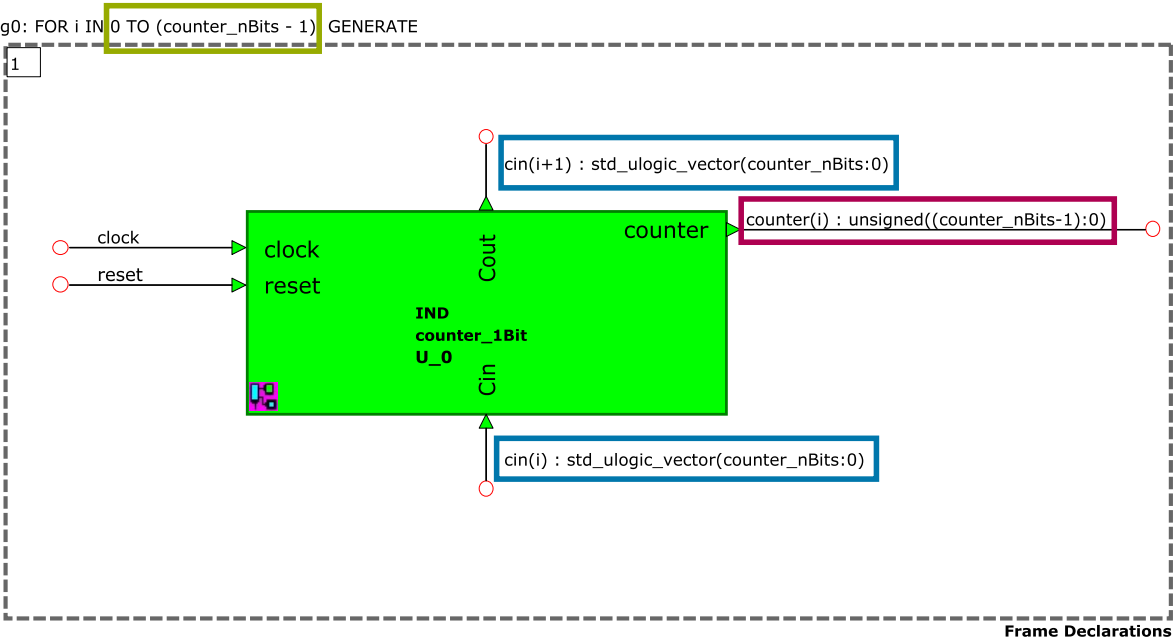 g0: FOR i IN 0 TO (counter_nBits - 1) GENERATE
1
cin(i+1) : std_ulogic_vector(counter_nBits:0)
counter(i) : unsigned((counter_nBits-1):0)
clock
reset
clock
reset
counter
Cout
IND
counter_1Bit
U_0
Cin
cin(i) : std_ulogic_vector(counter_nBits:0)
Frame Declarations